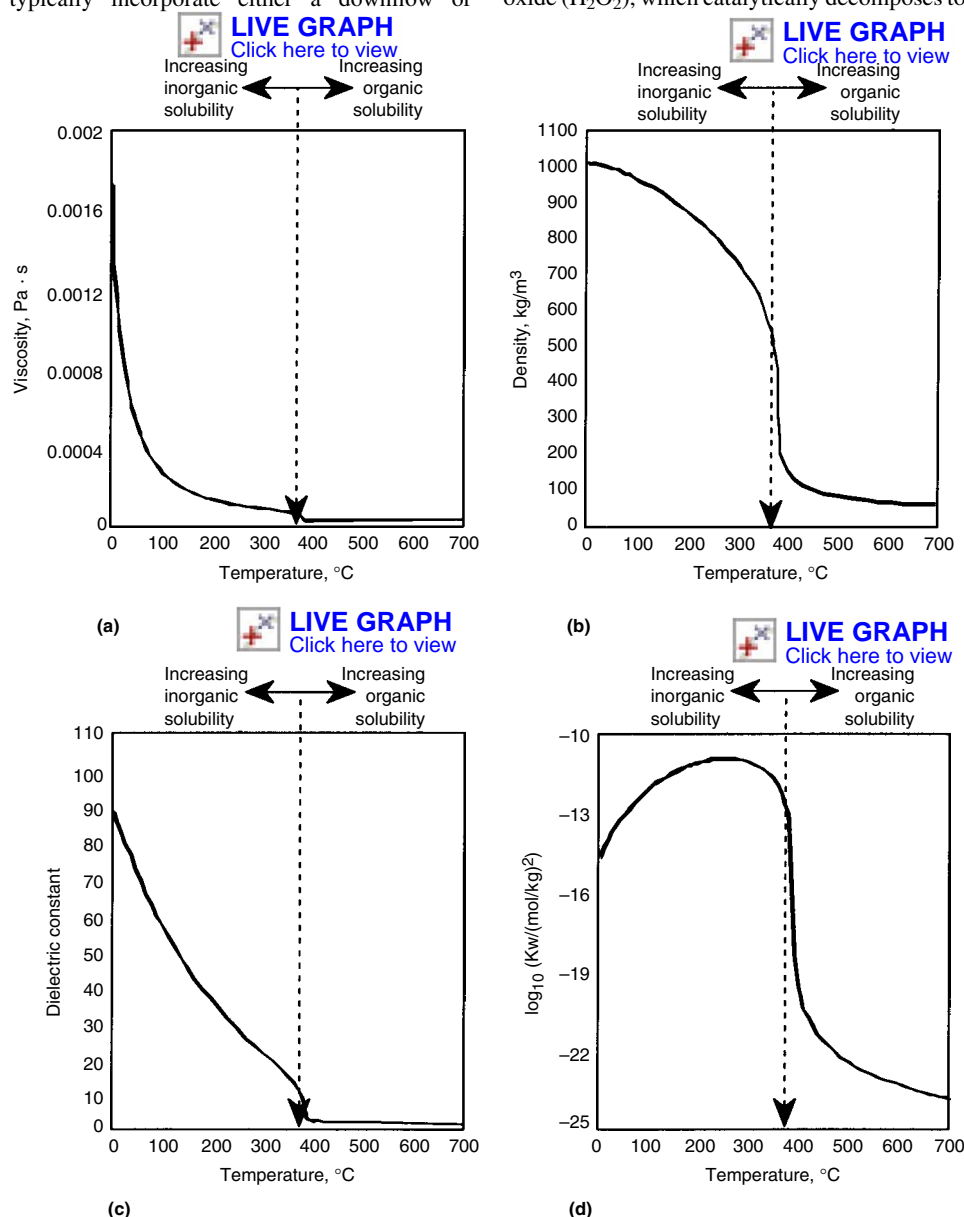 typically incorporate either a downflow or
oxide (H₂O₂), which catalytically decomposes to
LIVE GRAPH
Click here to view
Increasing inorganic solubility
Increasing organic solubility
0.002
0.0016
0.0012
0.0008
0.0004
0
Viscosity, Pa · s
0 100 200 300 400 500 600 700
Temperature, °C
(a)
LIVE GRAPH
Click here to view
Increasing inorganic solubility
Increasing organic solubility
1100
1000
900
800
700
600
500
400
300
200
100
0
Density, kg/m³
0 100 200 300 400 500 600 700
Temperature, °C
(b)
LIVE GRAPH
Click here to view
Increasing inorganic solubility
Increasing organic solubility
110
100
90
80
70
60
50
40
30
20
10
0
Dielectric constant
0 100 200 300 400 500 600 700
Temperature, °C
(c)
LIVE GRAPH
Click here to view
Increasing inorganic solubility
Increasing organic solubility
–10
–13
–16
–19
–22
–25
log₁₀ (Kw/(mol/kg)²)
0 100 200 300 400 500 600 700
Temperature, °C
(d)